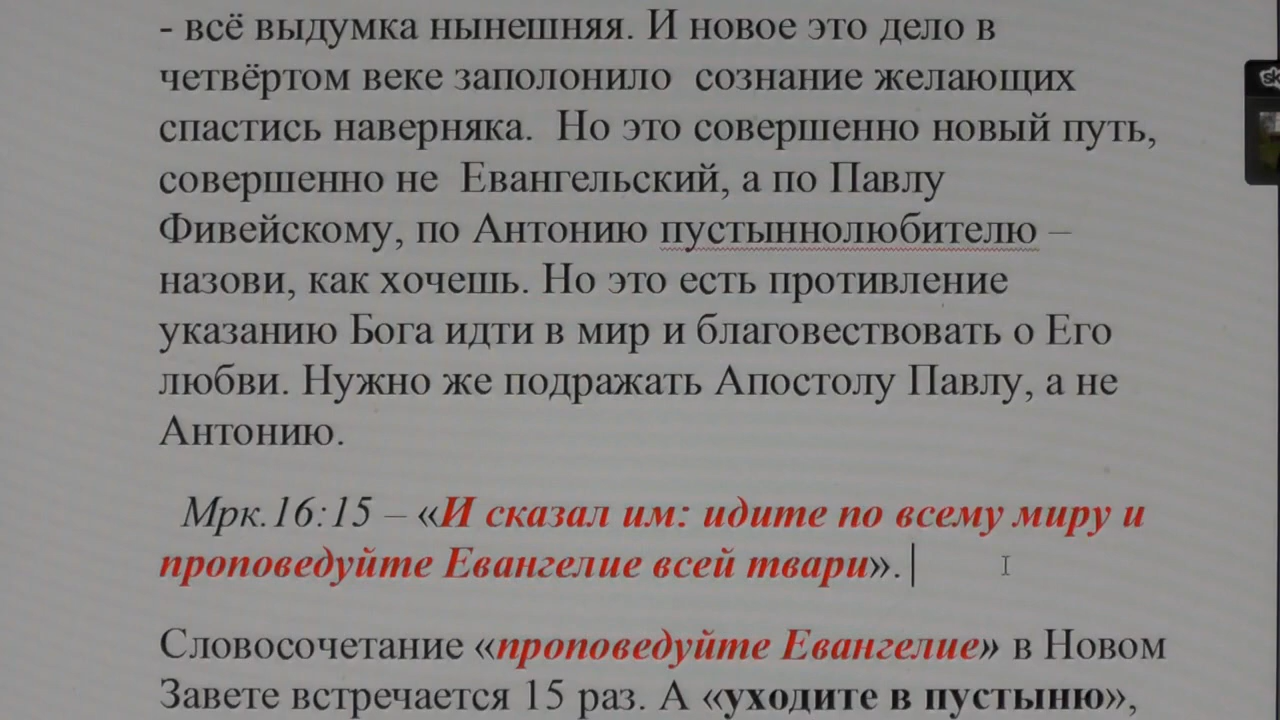 - всё выдумка нынешняя. И новое это дело в
четвёртом веке заполонило  сознание желающих
спастись наверняка.  Но это совершенно новый путь,
совершенно не  Евангельский, а по Павлу
Фивейскому, по Антонию пустыннолюбителю –
назови, как хочешь. Но это есть противление
указанию Бога идти в мир и благовествовать о Его
любви. Нужно же подражать Апостолу Павлу, а не
Антонию.
Мрк.16:15 – «И сказал им: идите по всему миру и
проповедуйте Евангелие всей твари».
Словосочетание «проповедуйте Евангелие» в Новом
Завете встречается 15 раз. А «уходите в пустыню»,